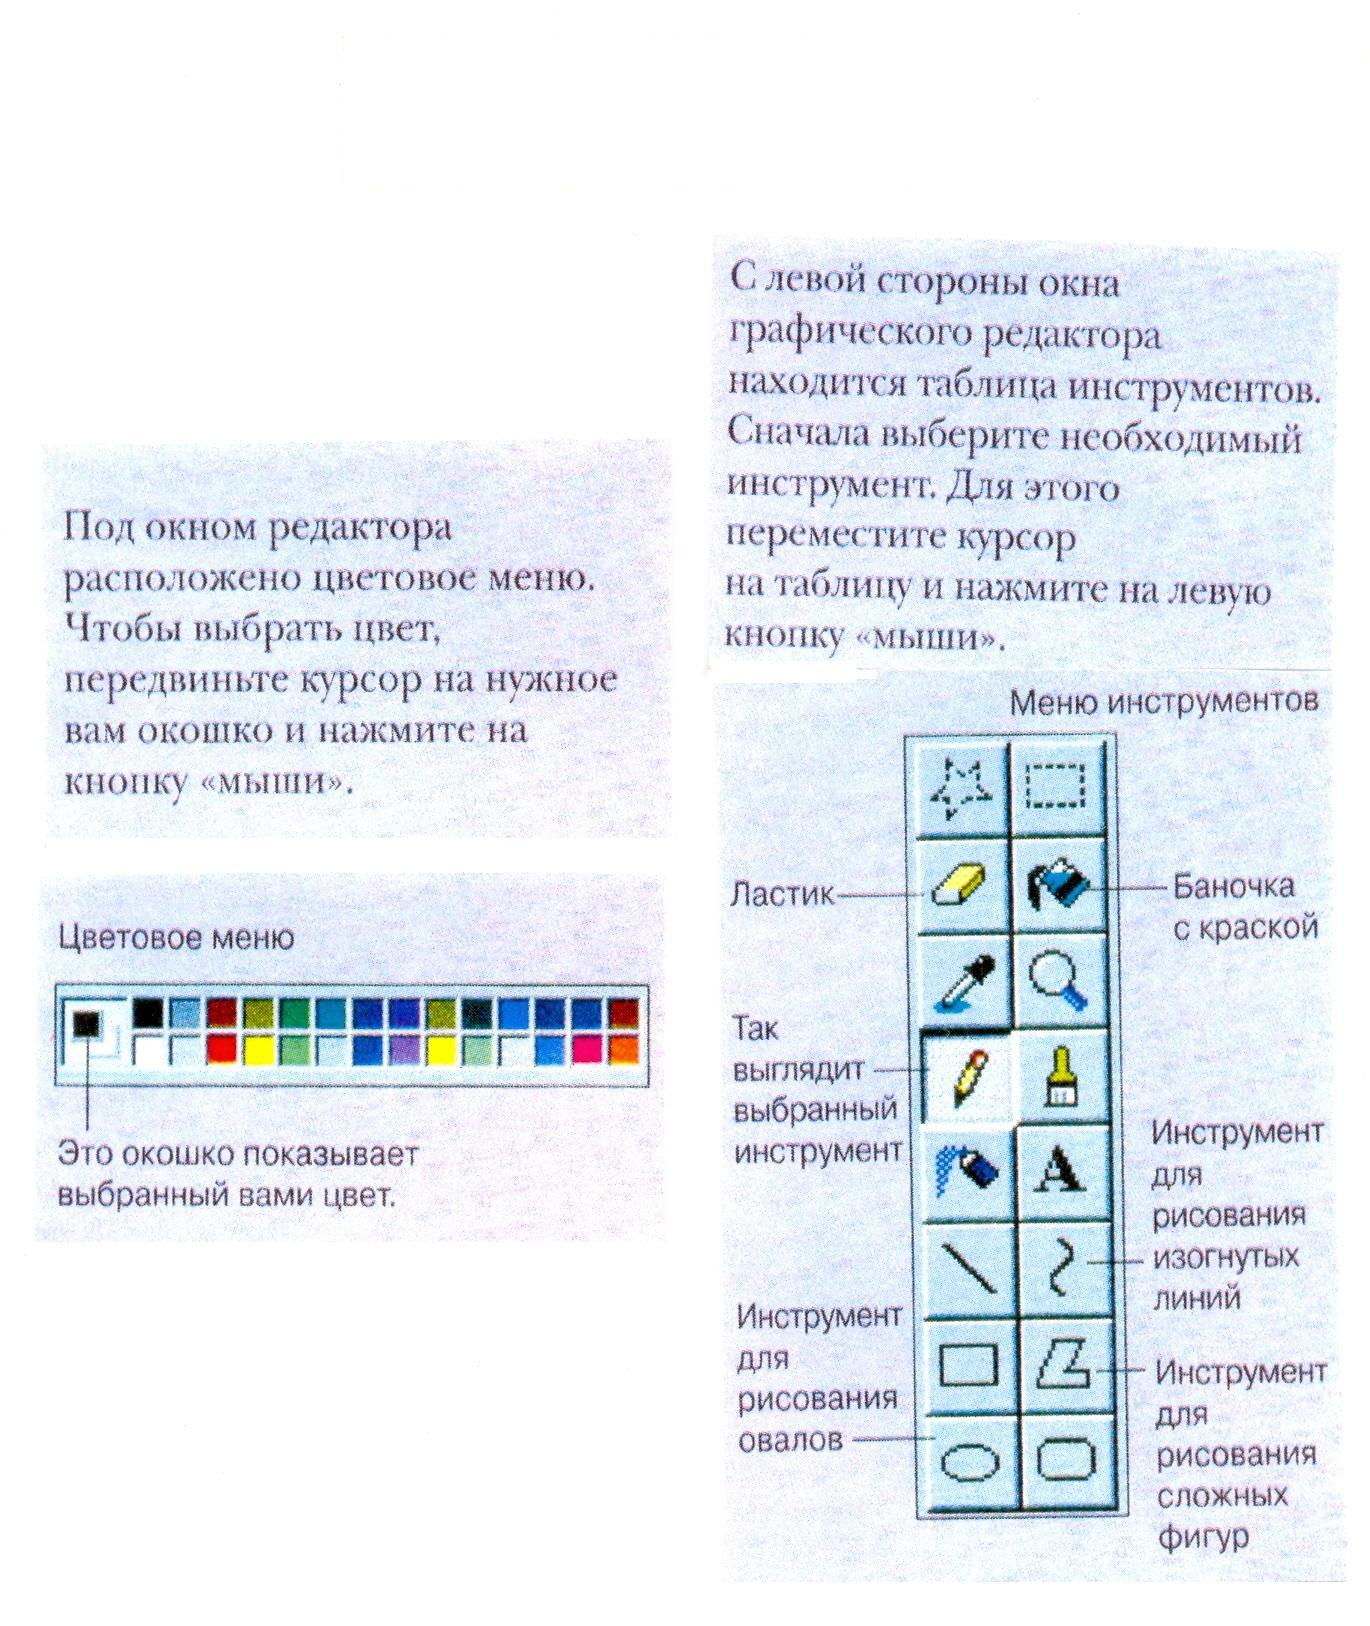 Под окном редактора
расположено цветовое меню.
Чтобы выбрать цвет,
передвиньте курсор на нужное
вам окошко и нажмите на
кнопку «мыши».
Цветовое меню
Это окошко показывает
выбранный вами цвет.
С левой стороны окна
графического редактора
находится таблица инструментов.
Сначала выберите необходимый
инструмент. Для этого
переместите курсор
на таблицу и нажмите на левую
кнопку «мыши».
Меню инструментов
Ластик
Баночка
с краской
Так
выглядит
выбранный
инструмент
A
Инструмент
для
рисования
изогнутых
линий
Инструмент
для
рисования
овалов
Инструмент
для
рисования
сложных
фигур